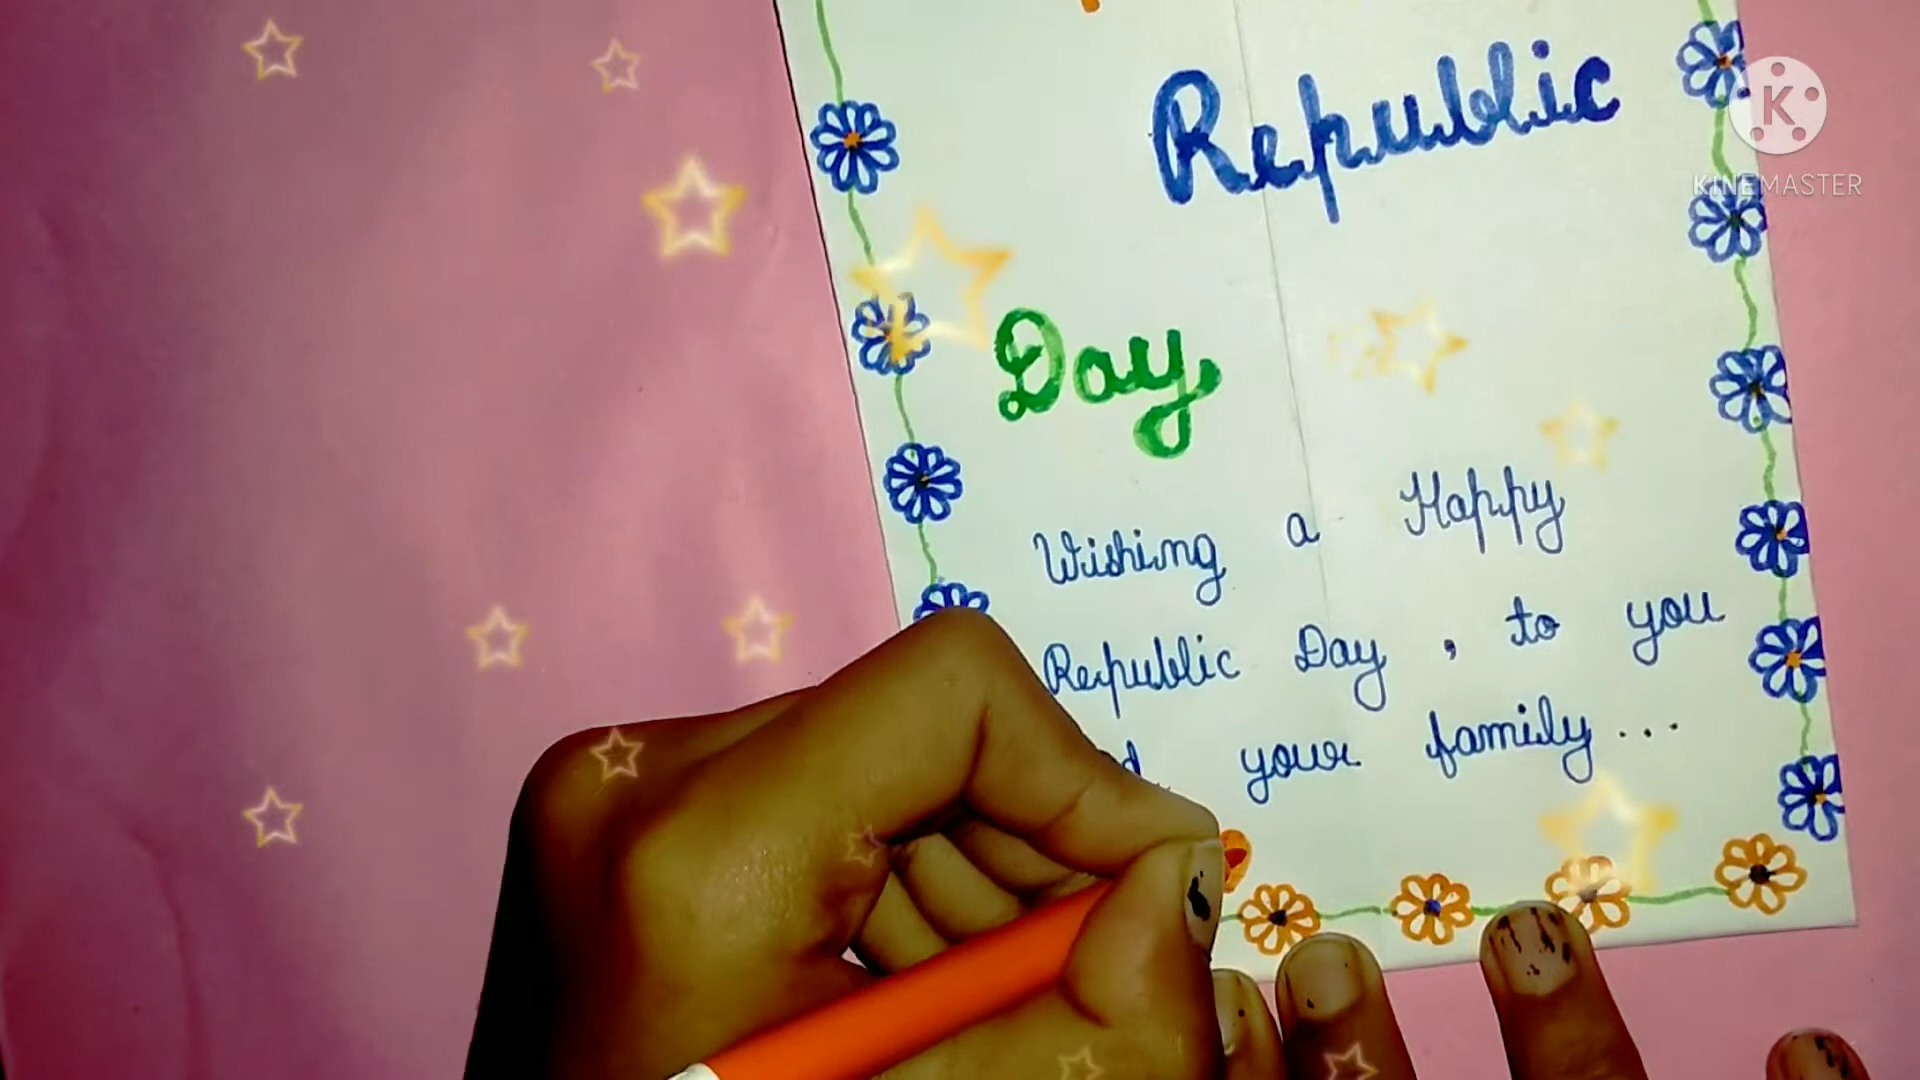 Republic
Day
Wishing a Happy
Republic Day, to you
your family...
K
KINEMASTER